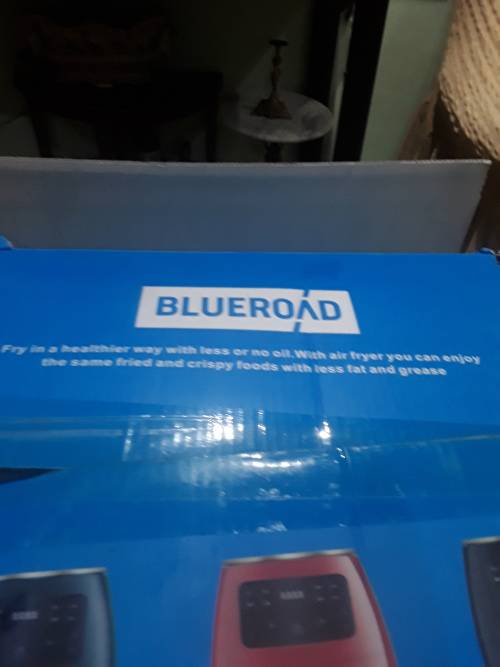 BLUEROAD
Fry in a healthier way with less or no oil.With air fryer you can enjoy
the same fried and crispy foods with less fat and grease